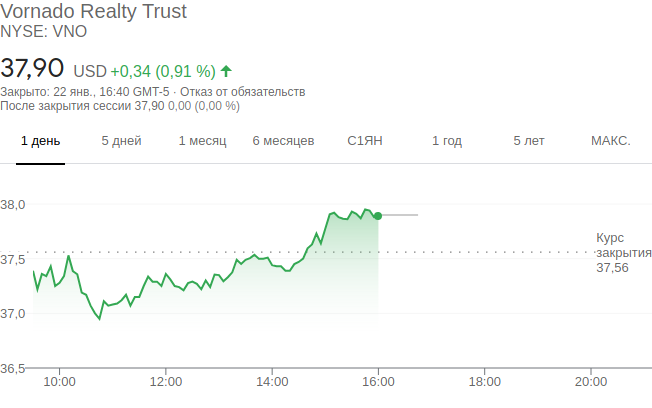 Vornado Realty Trust
NYSE: VNO
37,90 USD +0,34 (0,91 %)
Закрыто: 22 янв., 16:40 GMT-5 · Отказ от обязательств
После закрытия сессии 37,90 0,00 (0,00 %)
1 день 5 дней 1 месяц 6 месяцев С1ЯН 1 год 5 лет МАКС.
38,0
37,5
37,0
36,5
Курс
закрытия
37,56
10:00 12:00 14:00 16:00 18:00 20:00